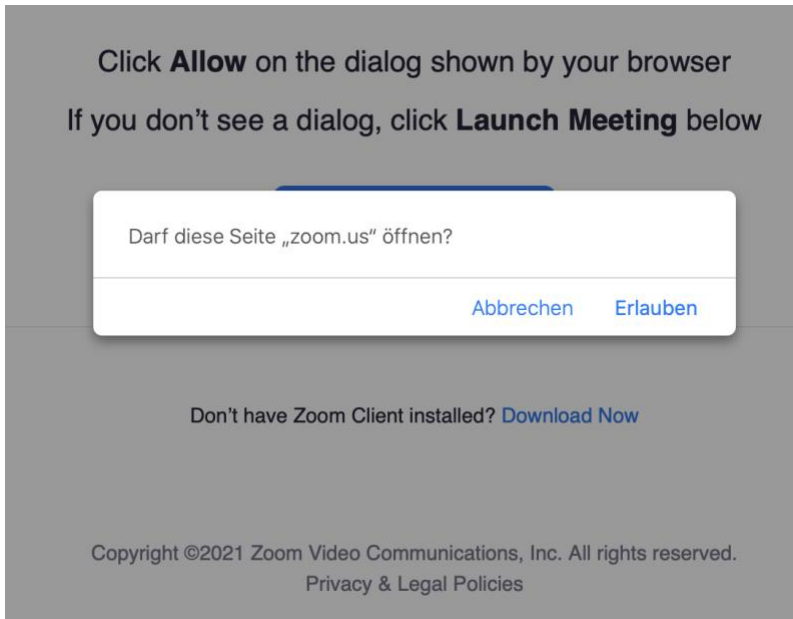 Click Allow on the dialog shown by your browser
If you don’t see a dialog, click Launch Meeting below
Darf diese Seite „zoom.us“ öffnen?
Abbrechen Erlauben
Don’t have Zoom Client installed? Download Now
Copyright ©2021 Zoom Video Communications, Inc. All rights reserved.
Privacy & Legal Policies